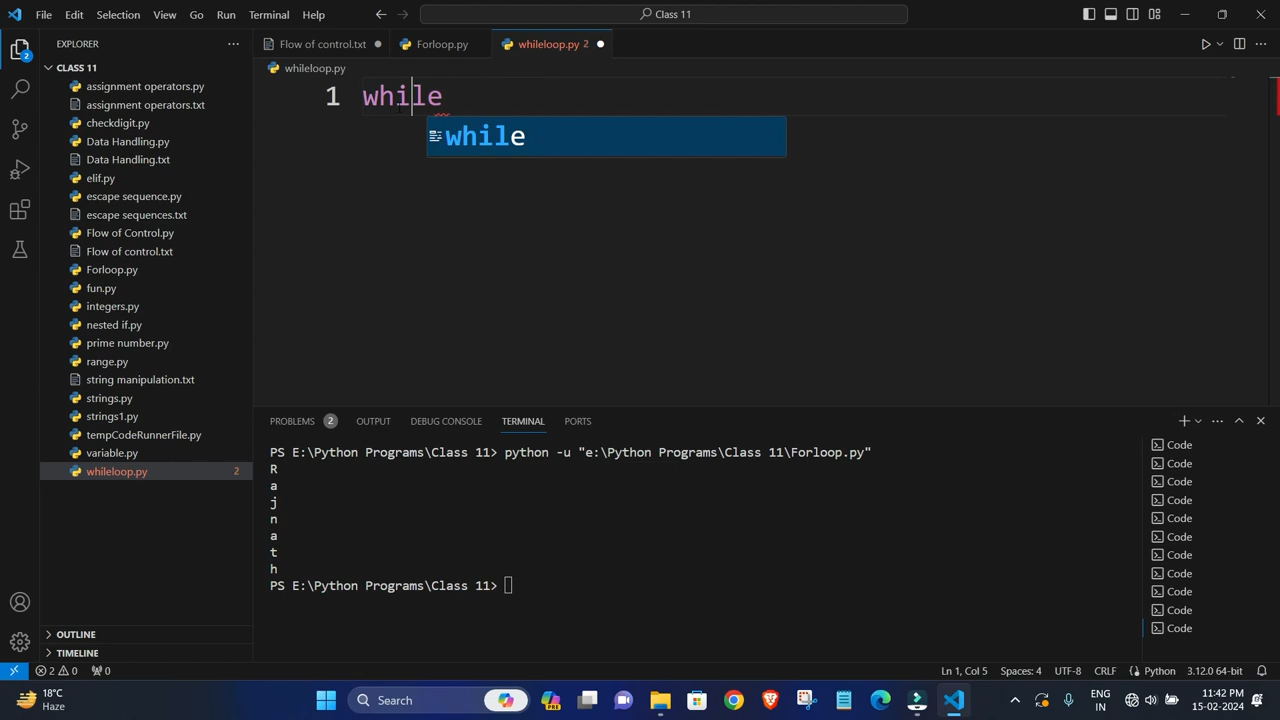 File Edit Selection View Go Run Terminal Help
Class 11
EXPLORER
Flow of control.txt
Forloop.py
whileloop.py 2
CLASS 11
whileloop.py
assignment operators.py
assignment operators.txt
checkdigit.py
Data Handling.py
Data Handling.txt
elif.py
escape sequence.py
escape sequences.txt
Flow of Control.py
Flow of control.txt
Forloop.py
fun.py
integers.py
nested if.py
prime number.py
range.py
string manipulation.txt
strings.py
strings1.py
tempCodeRunnerFile.py
variable.py
whileloop.py 2
OUTLINE
TIMELINE
2
1 while
while
PROBLEMS 2 OUTPUT DEBUG CONSOLE TERMINAL PORTS
PS E:\Python Programs\Class 11> python -u "e:\Python Programs\Class 11\Forloop.py"
R
a
j
n
a
t
h
PS E:\Python Programs\Class 11>
Code
Code
Code
Code
Code
Code
Code
Code
Code
Code
Code
2 0 0
Ln 1, Col 5 Spaces: 4 UTF-8 CRLF Python 3.12.0 64-bit
18°C
Haze
Search
PRE
ENG
IN
11:42 PM
15-02-2024